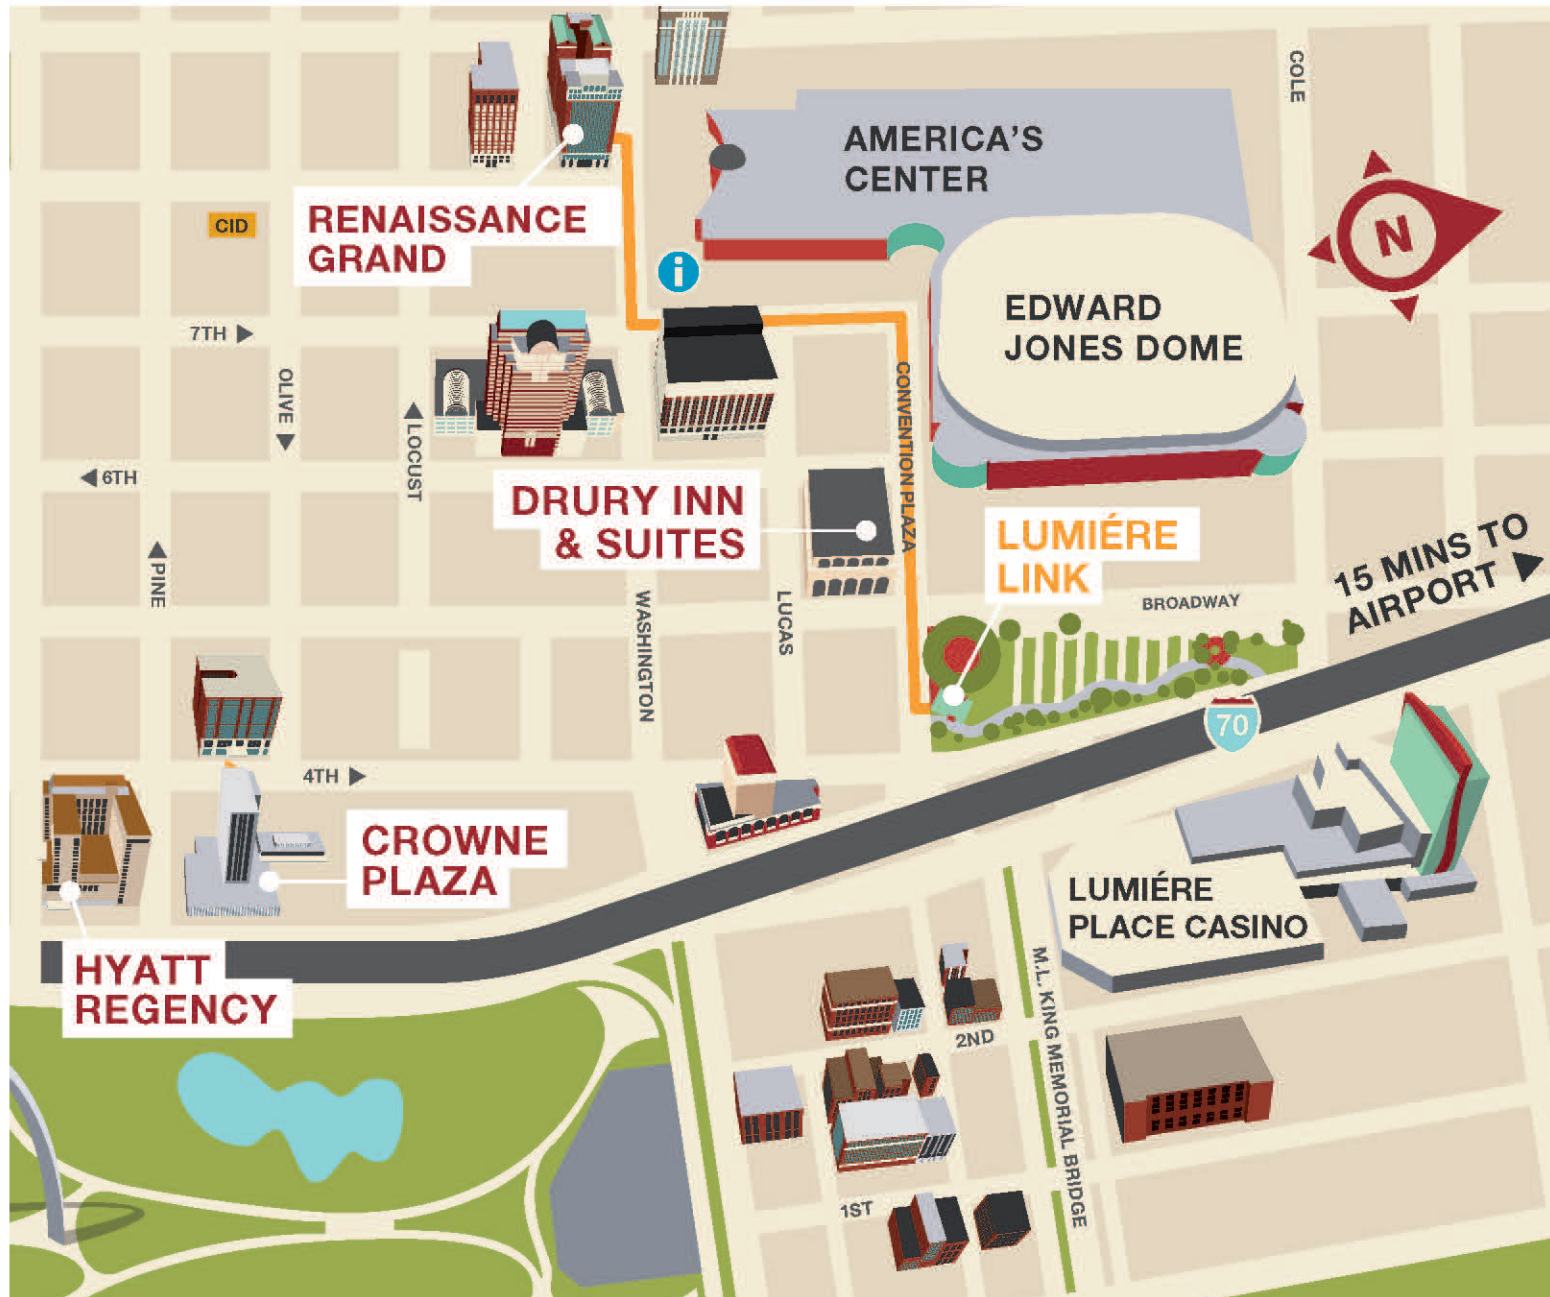 COLE
AMERICA'S
CENTER
RENAISSANCE
GRAND
CID
N
i
EDWARD
JONES DOME
7TH
OLIVE
LOCUST
CONVENTION PLAZA
6TH
DRURY INN
& SUITES
LUMIÉRE
LINK
15 MINS TO
AIRPORT
PINE
WASHINGTON
LUCAS
BROADWAY
70
4TH
CROWNE
PLAZA
LUMIÉRE
PLACE CASINO
HYATT
REGENCY
M.L. KING MEMORIAL BRIDGE
2ND
1ST